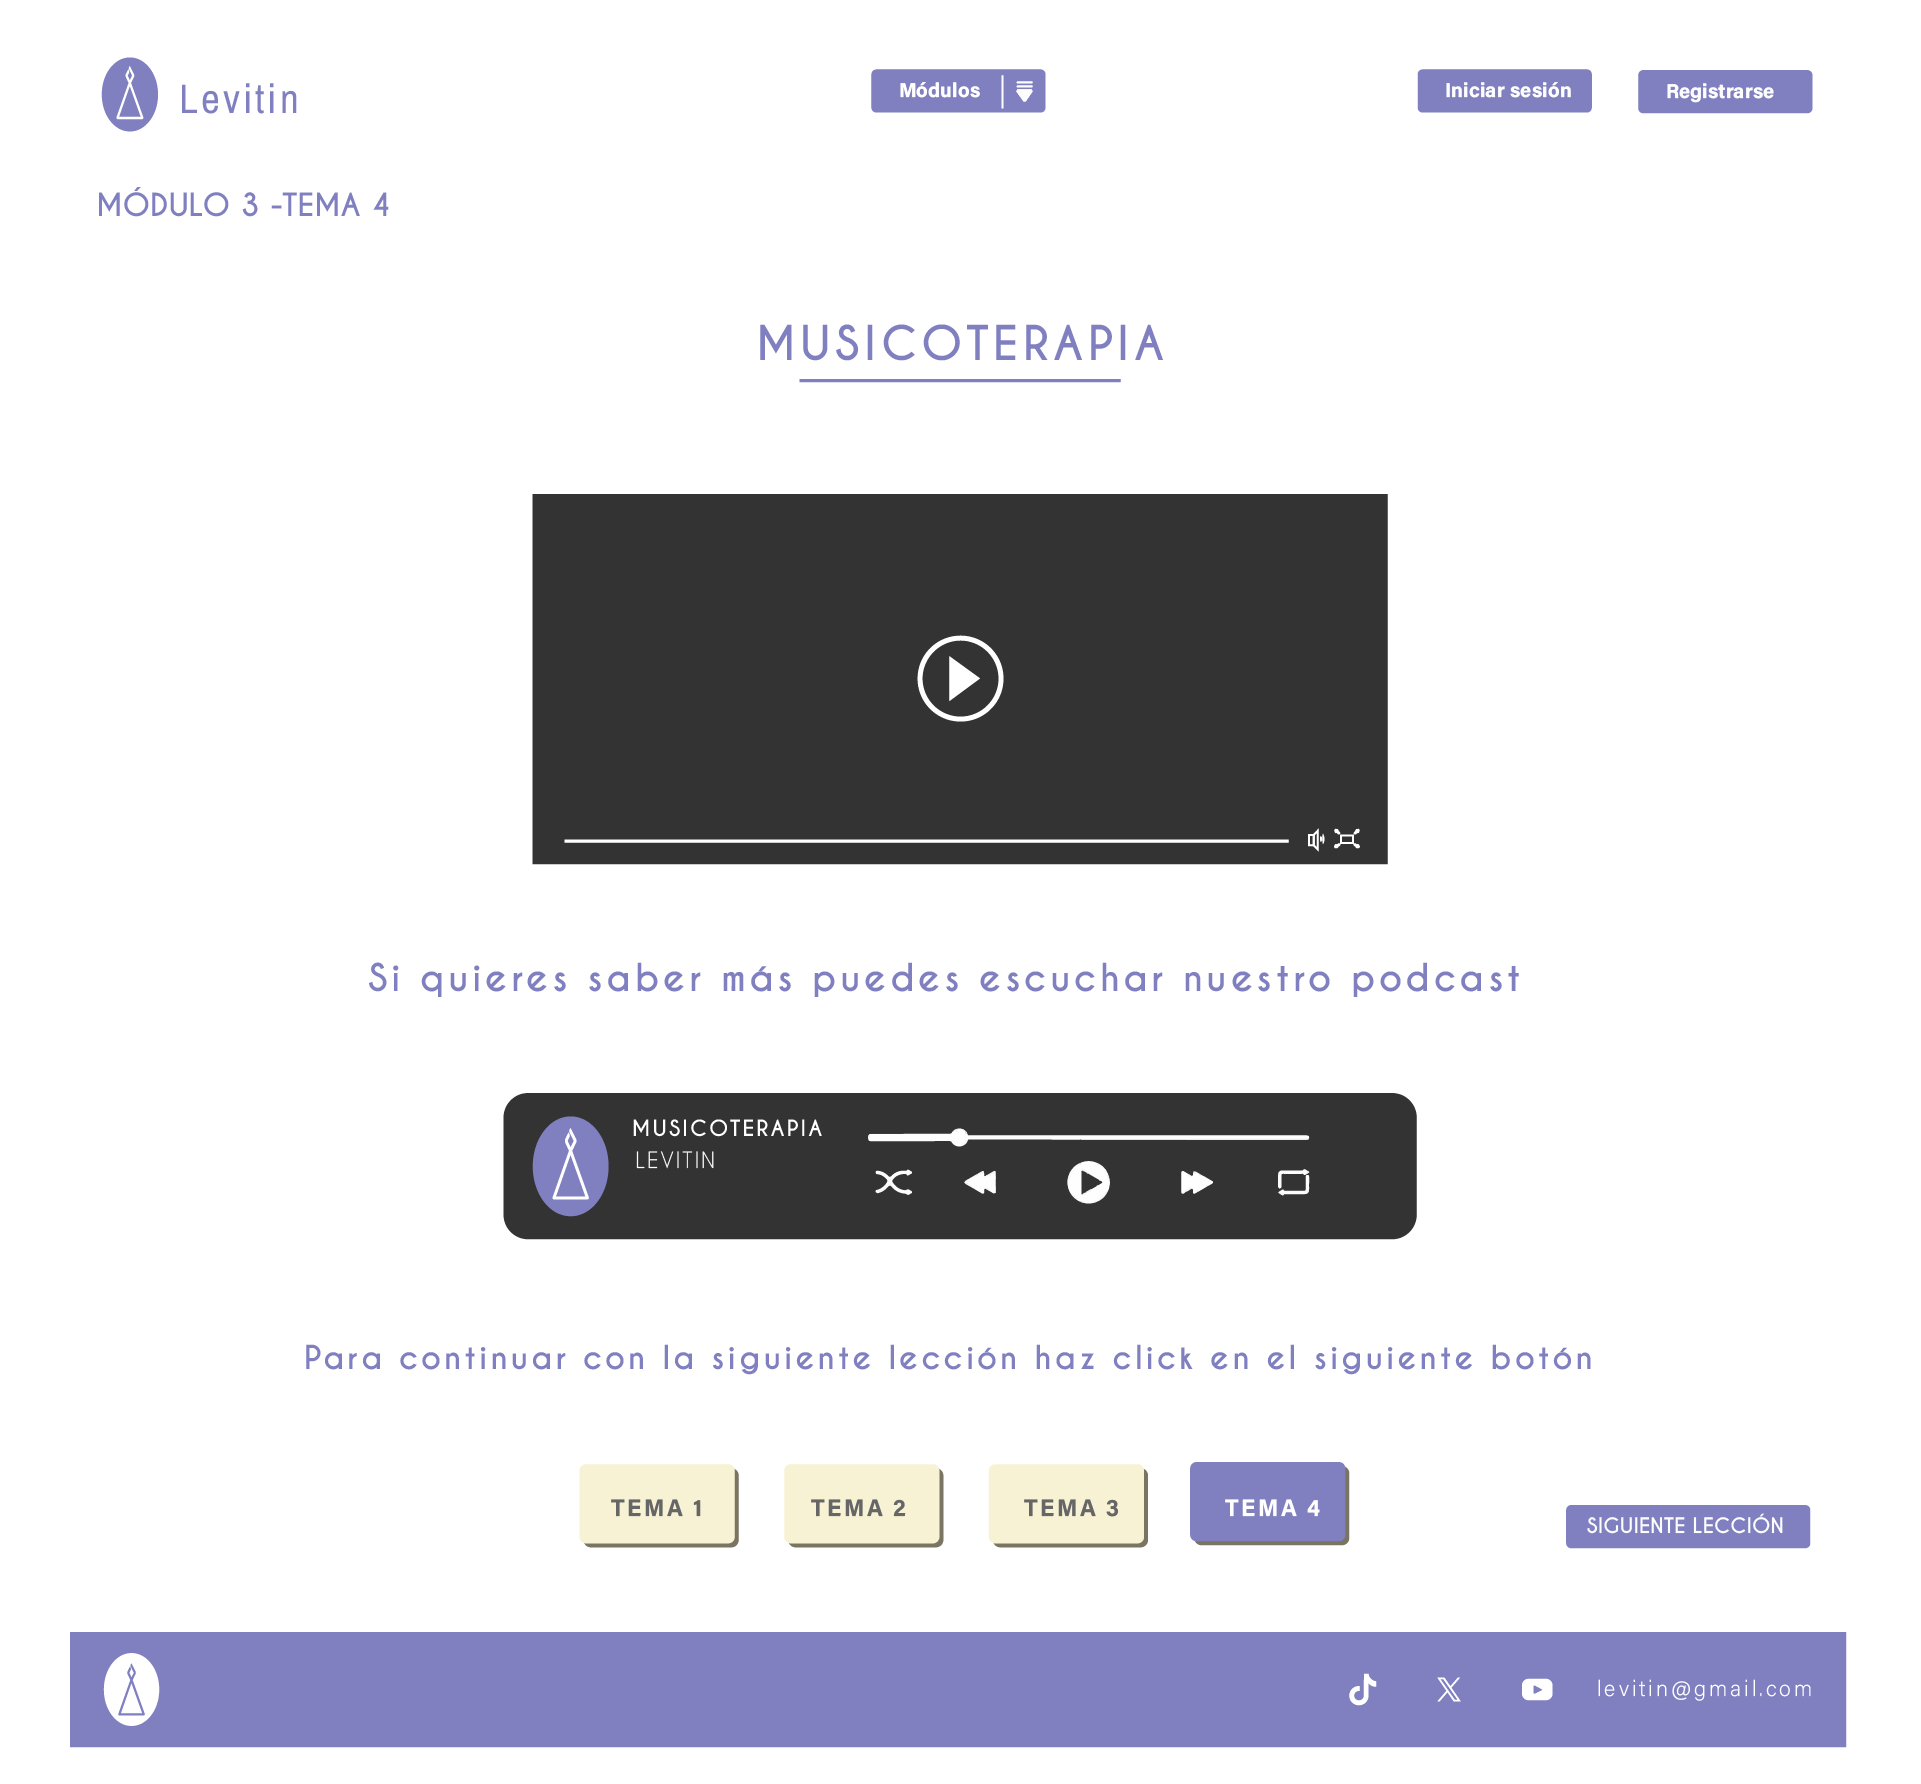 Levitin
Módulos
Iniciar sesión
Registrarse
MÓDULO 3 -TEMA 4
MUSICOTERAPIA
Si quieres saber más puedes escuchar nuestro podcast
MUSICOTERAPIA
LEVITIN
Para continuar con la siguiente lección haz click en el siguiente botón
TEMA 1
TEMA 2
TEMA 3
TEMA 4
SIGUIENTE LECCIÓN
levitin@gmail.com